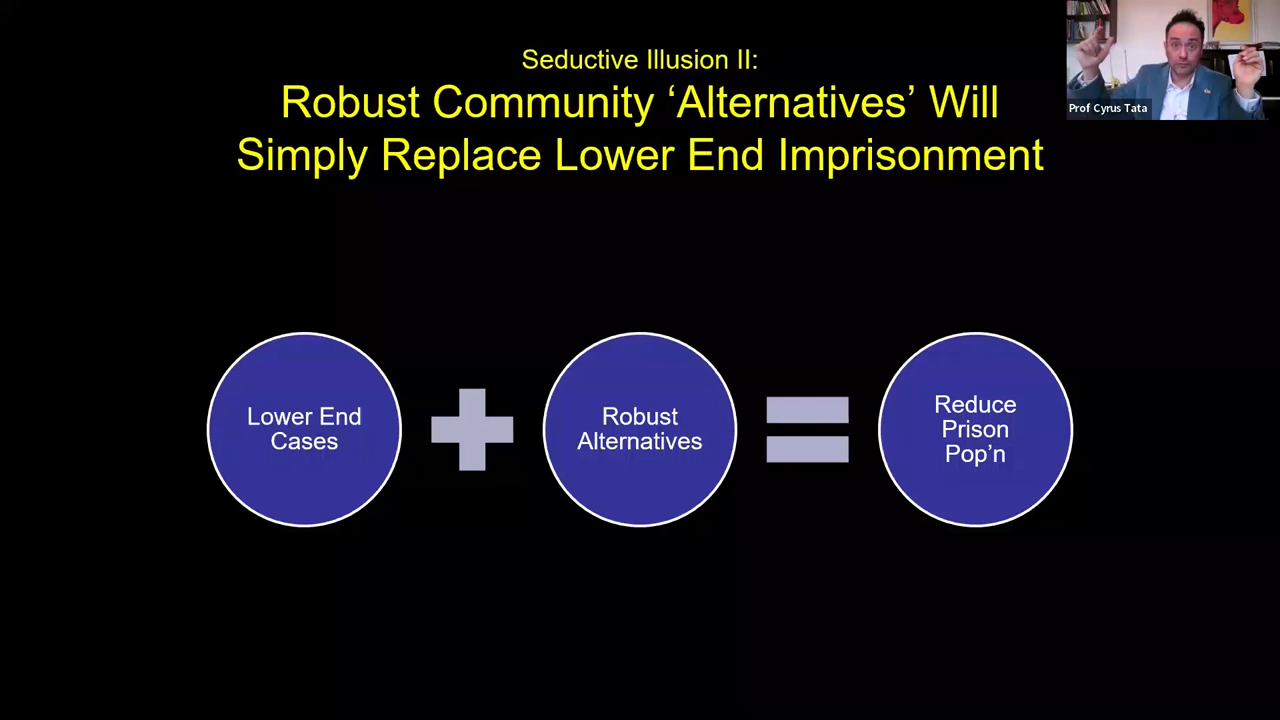 Seductive Illusion II:
Robust Community ‘Alternatives’ Will
Simply Replace Lower End Imprisonment
Prof Cyrus Tata
Lower End
Cases
Robust
Alternatives
Reduce
Prison
Pop’n